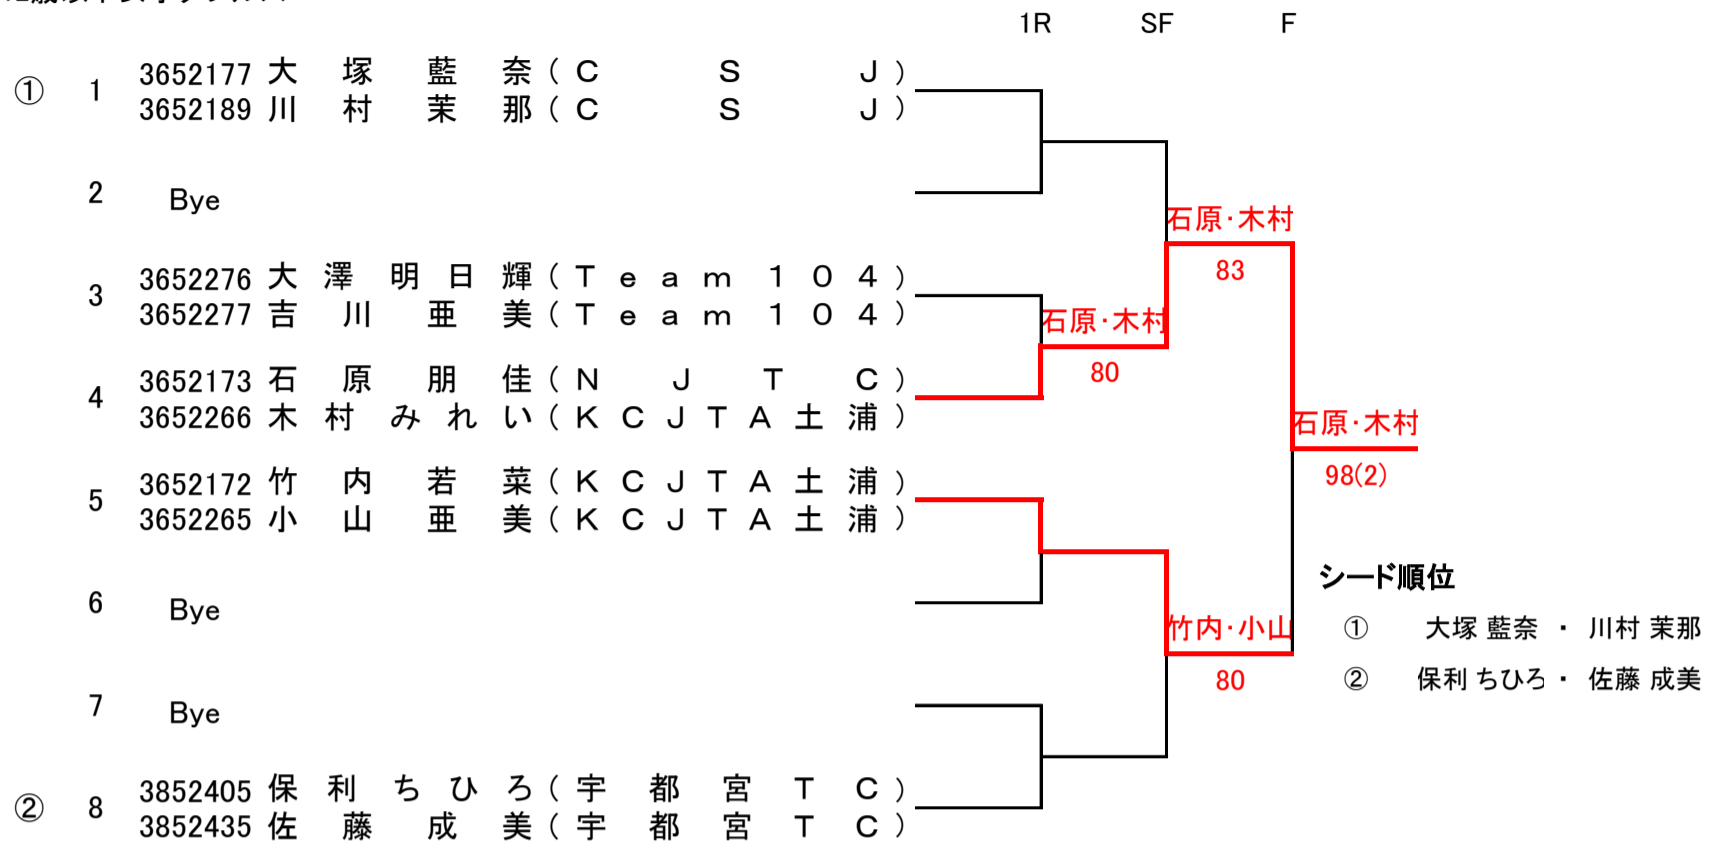 1R SF F
① 1 3652177 大塚藍奈(CSJ)
3652189 川村茉那(CSJ)
2 Bye
石原・木村
83
3 3652276 大澤明日輝(Team104)
3652277 吉川亜美(Team104)
石原・木村
80
4 3652173 石原朋佳(NJTC)
3652266 木村みれい(KCJTA土浦)
石原・木村
98(2)
5 3652172 竹内若菜(KCJTA土浦)
3652265 小山亜美(KCJTA土浦)
6 Bye
竹内・小山
80
シード順位
① 大塚 藍奈 ・ 川村 茉那
② 保利 ちひろ ・ 佐藤 成美
7 Bye
② 8 3852405 保利ちひろ(宇都宮TC)
3852435 佐藤成美(宇都宮TC)